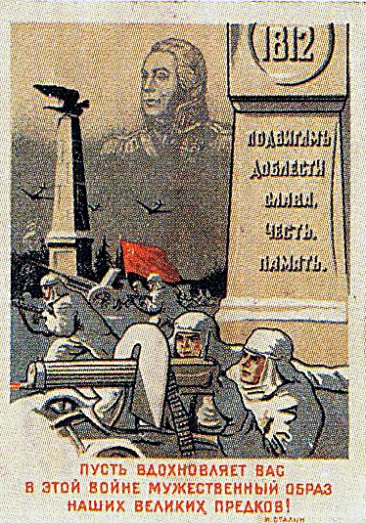 1812
ПОДВИГАМЪ
ДОБЛЕСТИ
СЛАВА,
ЧЕСТЬ,
ПАМЯТЬ.
ПУСТЬ ВДОХНОВЛЯЕТ ВАС
В ЭТОЙ ВОЙНЕ МУЖЕСТВЕННЫЙ ОБРАЗ
НАШИХ ВЕЛИКИХ ПРЕДКОВ!
И. СТАЛИН